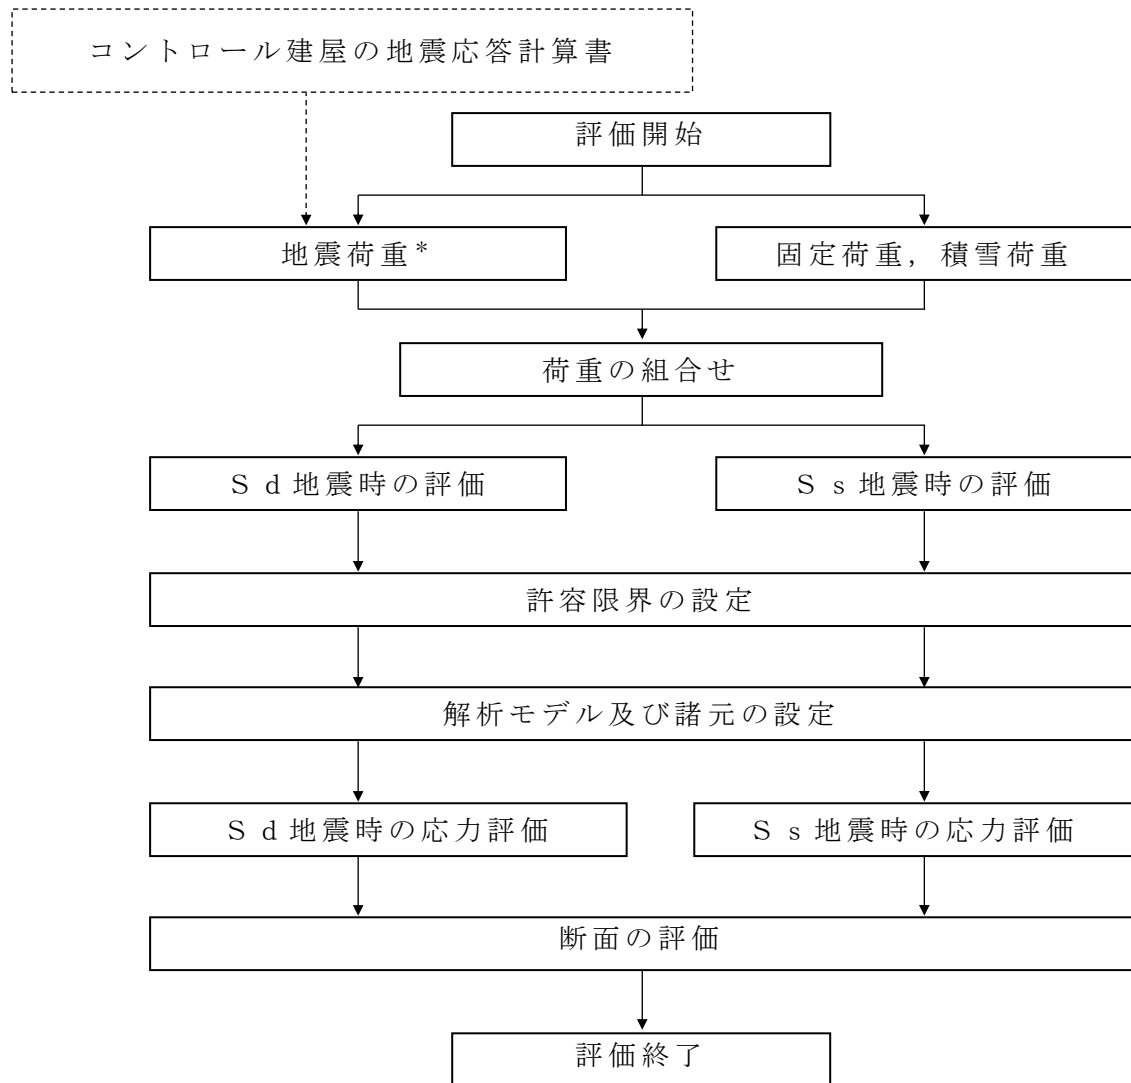 コントロール建屋の地震応答計算書
評価開始
地震荷重*
固定荷重，積雪荷重
荷重の組合せ
Ｓｄ地震時の評価
Ｓｓ地震時の評価
許容限界の設定
解析モデル及び諸元の設定
Ｓｄ地震時の応力評価
Ｓｓ地震時の応力評価
断面の評価
評価終了